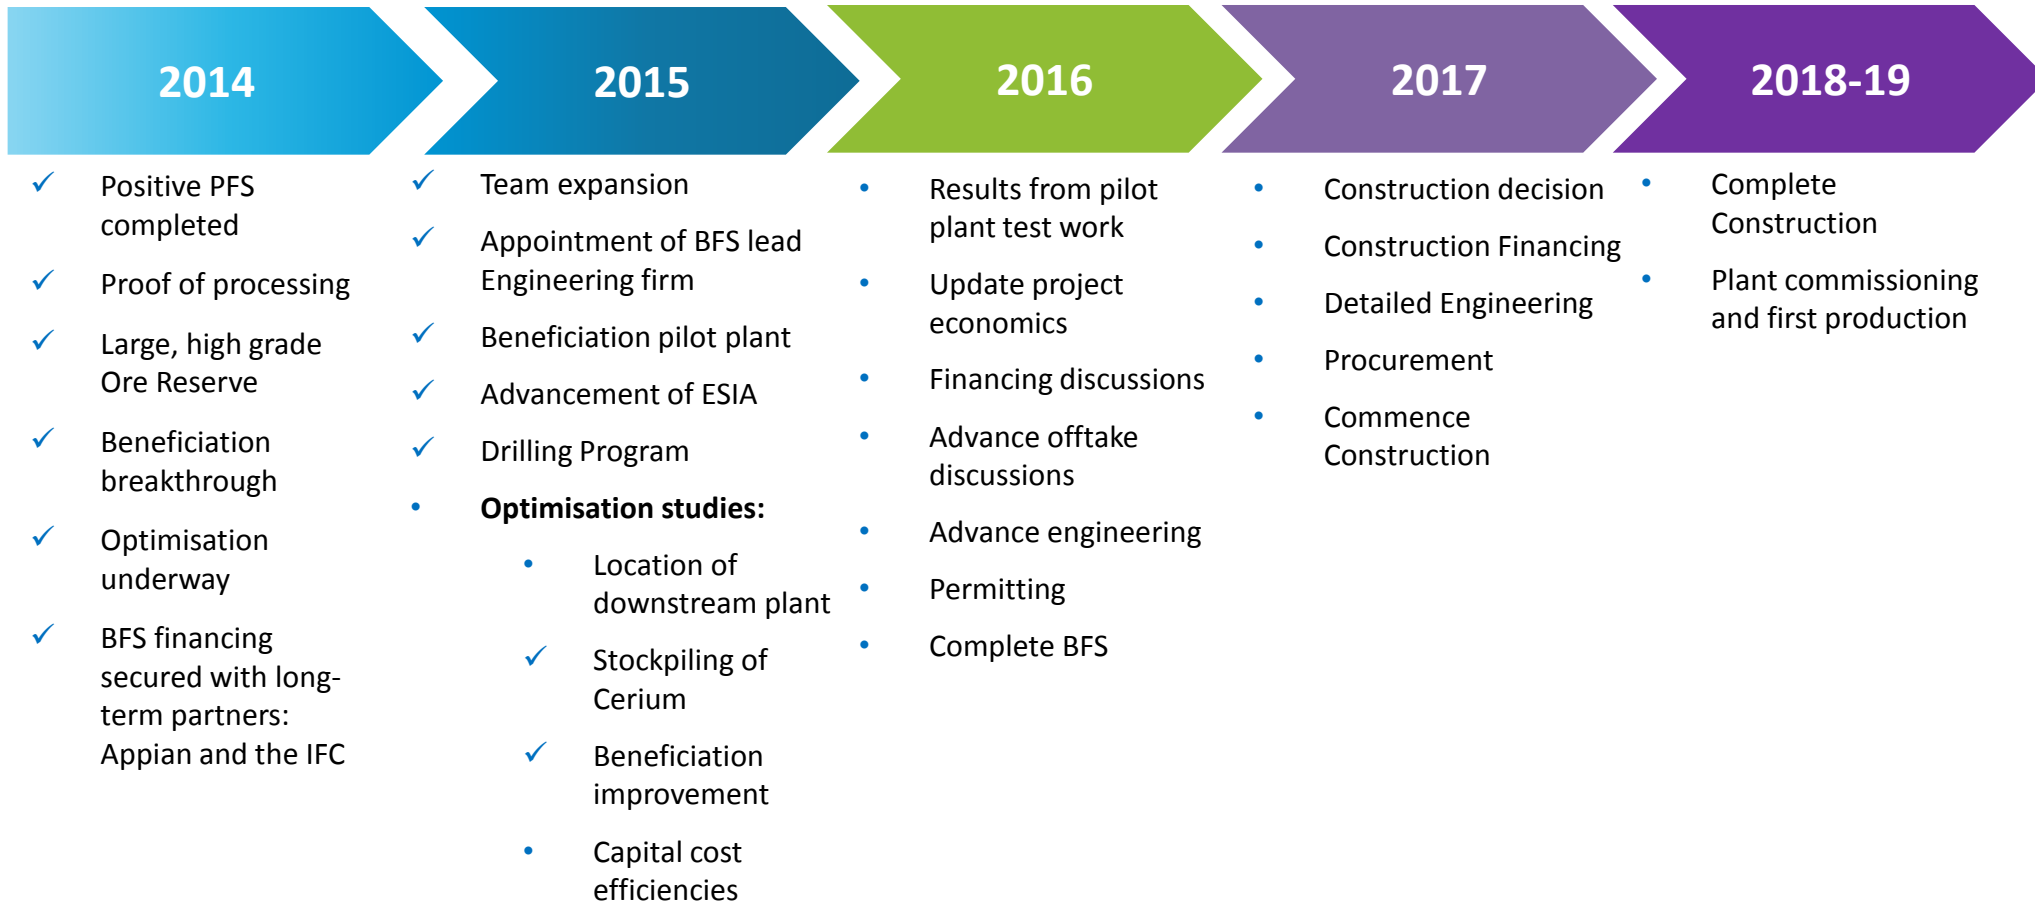 2014
Positive PFS
completed
Proof of processing
Large, high grade
Ore Reserve
Beneficiation
breakthrough
Optimisation
underway
BFS financing
secured with long-
term partners:
Appian and the IFC
2015
Team expansion
Appointment of BFS lead
Engineering firm
Beneficiation pilot plant
Advancement of ESIA
Drilling Program
Optimisation studies:
Location of
downstream plant
Stockpiling of
Cerium
Beneficiation
improvement
Capital cost
efficiencies
2016
Results from pilot
plant test work
Update project
economics
Financing discussions
Advance offtake
discussions
Advance engineering
Permitting
Complete BFS
2017
Construction decision
Construction Financing
Detailed Engineering
Procurement
Commence
Construction
2018-19
Complete
Construction
Plant commissioning
and first production